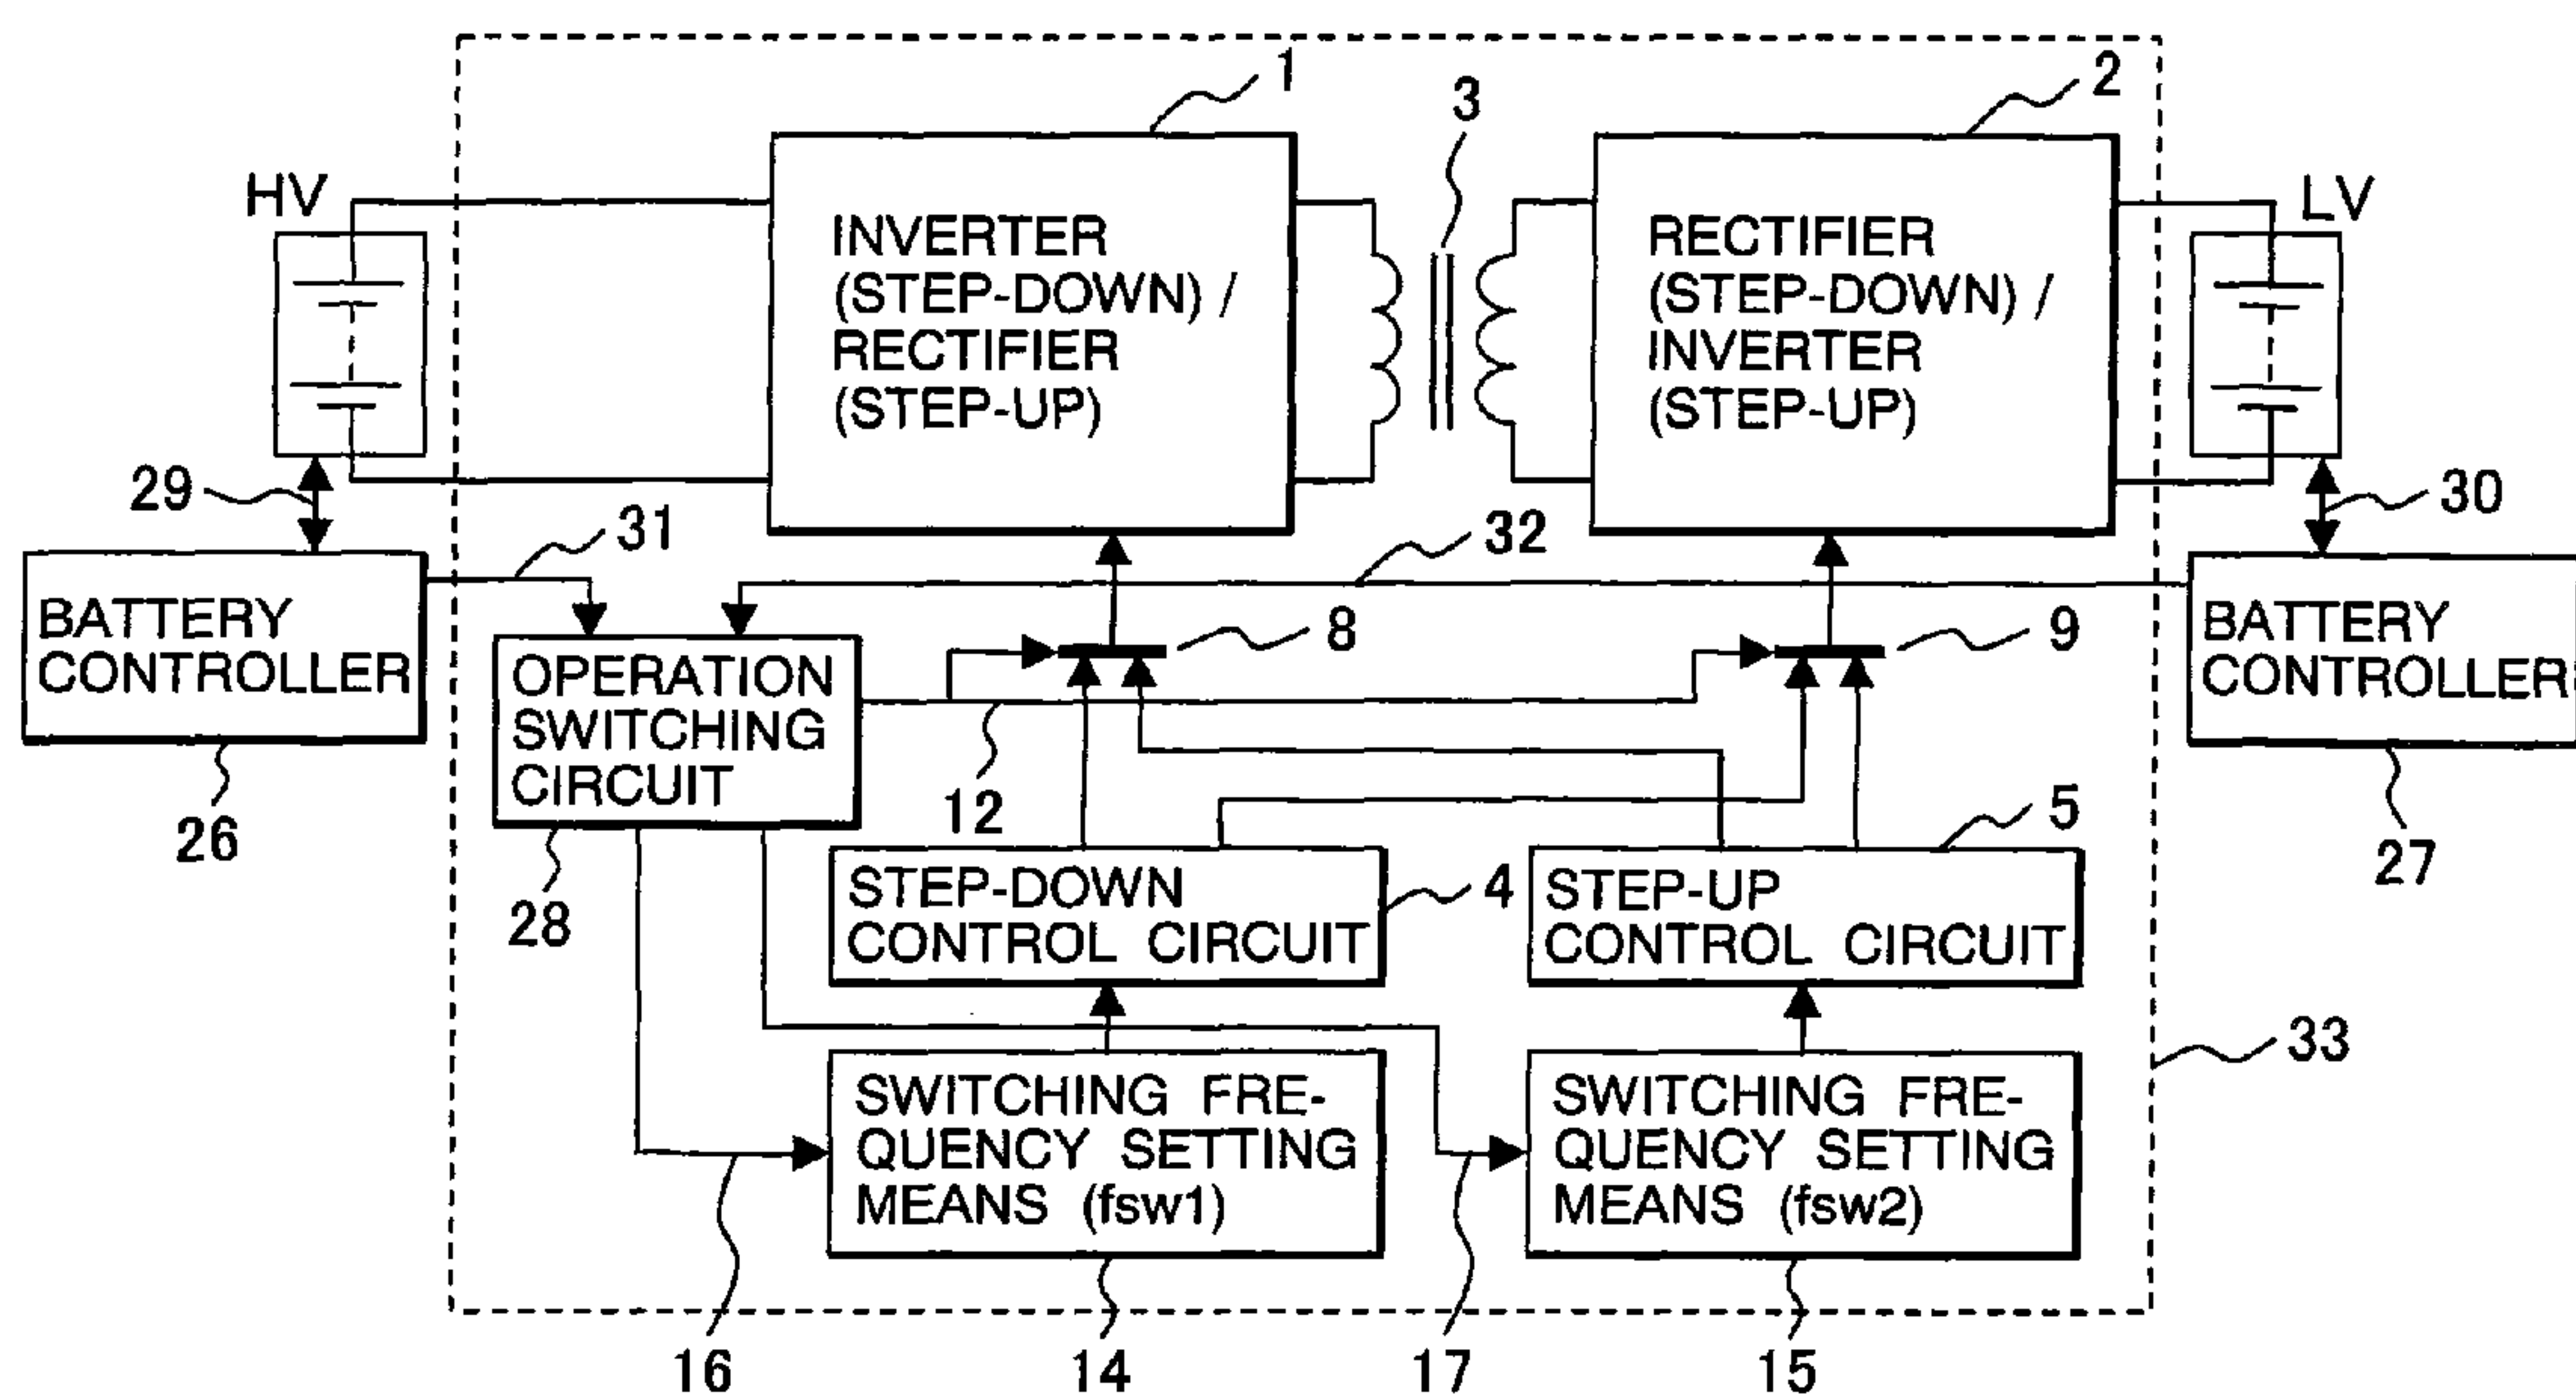 1
2
3
HV
LV
INVERTER
(STEP-DOWN) /
RECTIFIER
(STEP-UP)
RECTIFIER
(STEP-DOWN) /
INVERTER
(STEP-UP)
29
30
31
32
BATTERY
CONTROLLER
26
OPERATION
SWITCHING
CIRCUIT
28
8
9
12
BATTERY
CONTROLLER
27
STEP-DOWN
CONTROL CIRCUIT
4
STEP-UP
CONTROL CIRCUIT
5
SWITCHING FRE-
QUENCY SETTING
MEANS (fsw1)
SWITCHING FRE-
QUENCY SETTING
MEANS (fsw2)
33
16
14
17
15